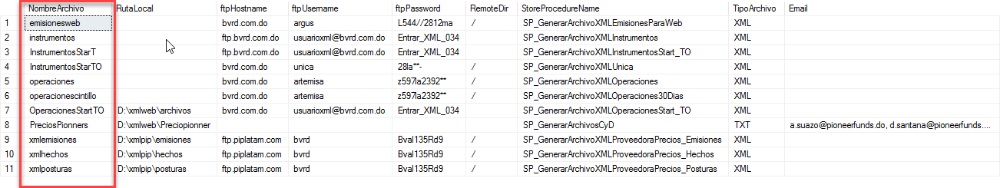 NombreArchivo RutaLocal ftpHostname ftpUsername ftpPassword RemoteDir StoreProcedureName TipoArchivo Email
1 emisionesweb bvrd.com.do argus L544//2812ma / SP_GenerarArchivoXMLEmisionesParaWeb XML
2 instrumentos ftp.bvrd.com.do usuarioxml@bvrd.com.do Entrar_XML_034 SP_GenerarArchivoXMLInstrumentos XML
3 InstrumentosStarT ftp.bvrd.com.do usuarioxml@bvrd.com.do Entrar_XML_034 SP_GenerarArchivoXMLInstrumentosStart_TO XML
4 InstrumentosStarTO bvrd.com.do unica 28la**- / SP_GenerarArchivoXMLUnica XML
5 operaciones bvrd.com.do artemisa z597la2392** / SP_GenerarArchivoXMLOperaciones XML
6 operacionescintillo bvrd.com.do artemisa z597la2392** / SP_GenerarArchivoXMLOperaciones30Dias XML
7 OperacionesStartTO D:\xmlweb\archivos bvrd.com.do usuarioxml@bvrd.com.do Entrar_XML_034 SP_GenerarArchivoXMLOperacionesStart_TO XML
8 PreciosPionners D:\xmlweb\Preciopionner SP_GenerarArchivosCyD TXT a.suazo@pioneerfunds.do, d.santana@pioneerfunds....
9 xmlemisiones D:\xmlpip\emisiones ftp.piplatam.com bvrd Bval135Rd9 / SP_GenerarArchivoXMLProveedoraPrecios_Emisiones XML
10 xmlhechos D:\xmlpip\hechos ftp.piplatam.com bvrd Bval135Rd9 / SP_GenerarArchivoXMLProveedoraPrecios_Hechos XML
11 xmlposturas D:\xmlpip\posturas ftp.piplatam.com bvrd Bval135Rd9 / SP_GenerarArchivoXMLProveedoraPrecios_Posturas XML